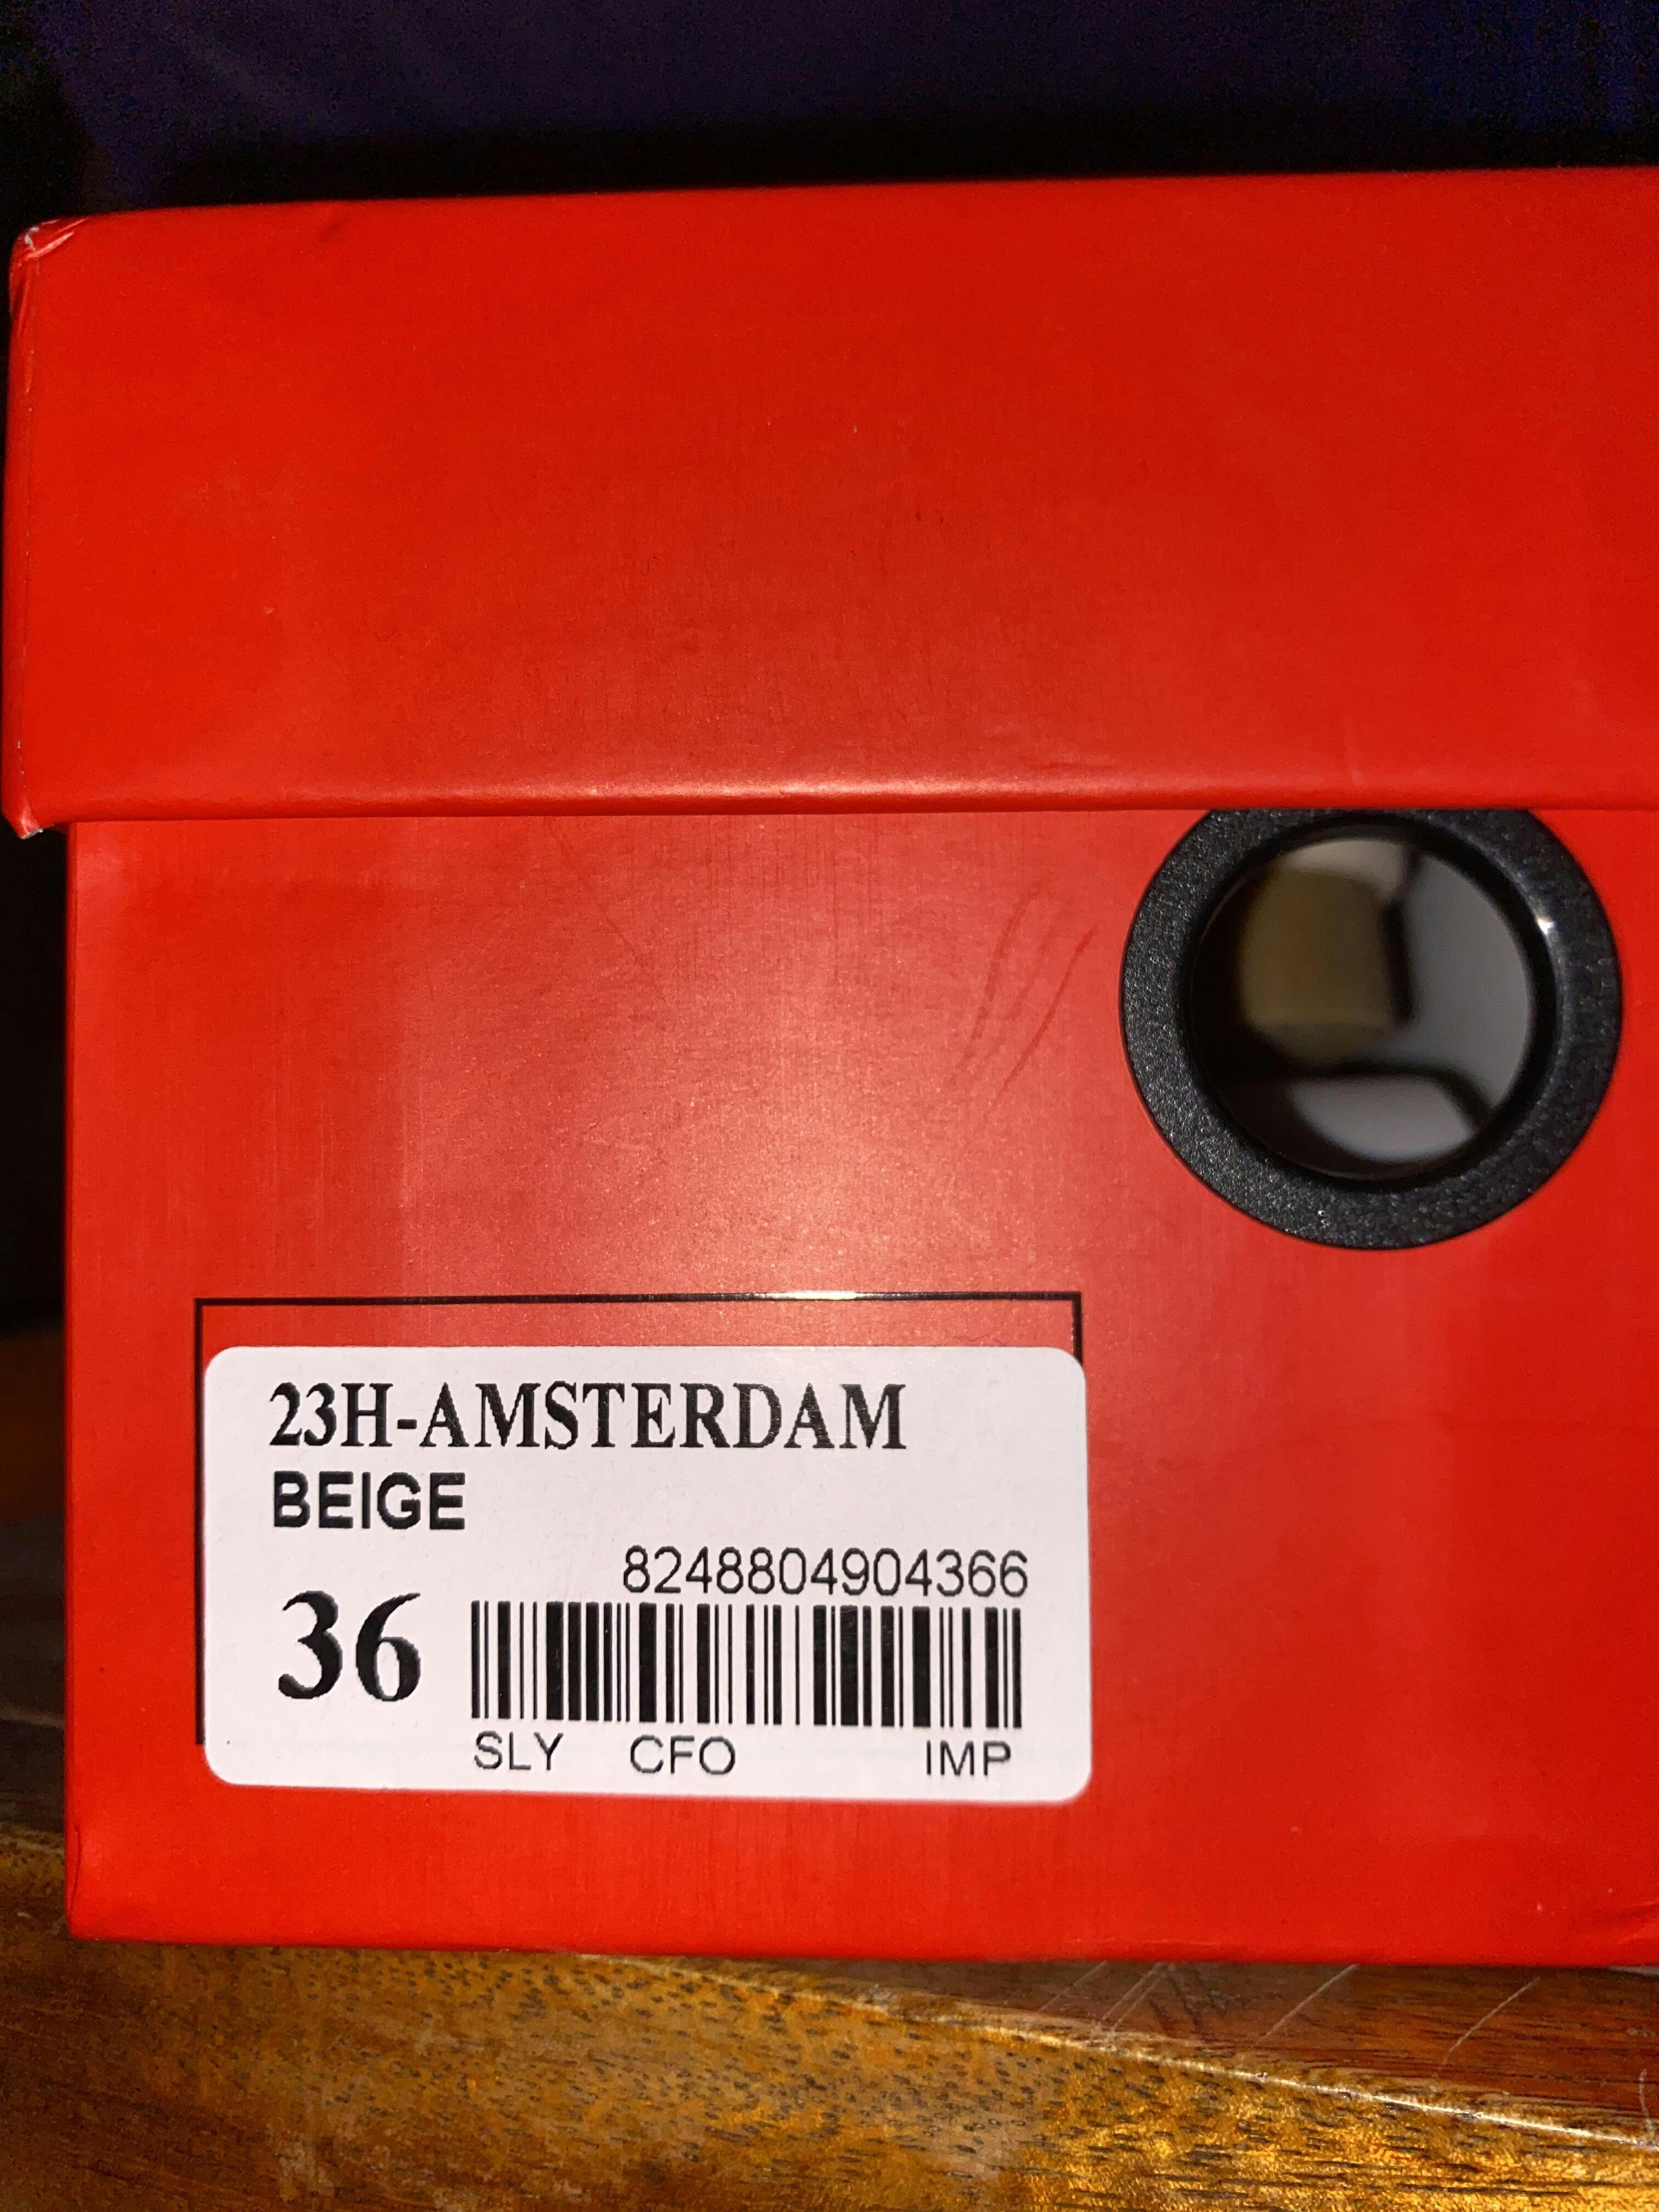 23H-AMSTERDAM
BEIGE
8248804904366
36
SLY CFO IMP